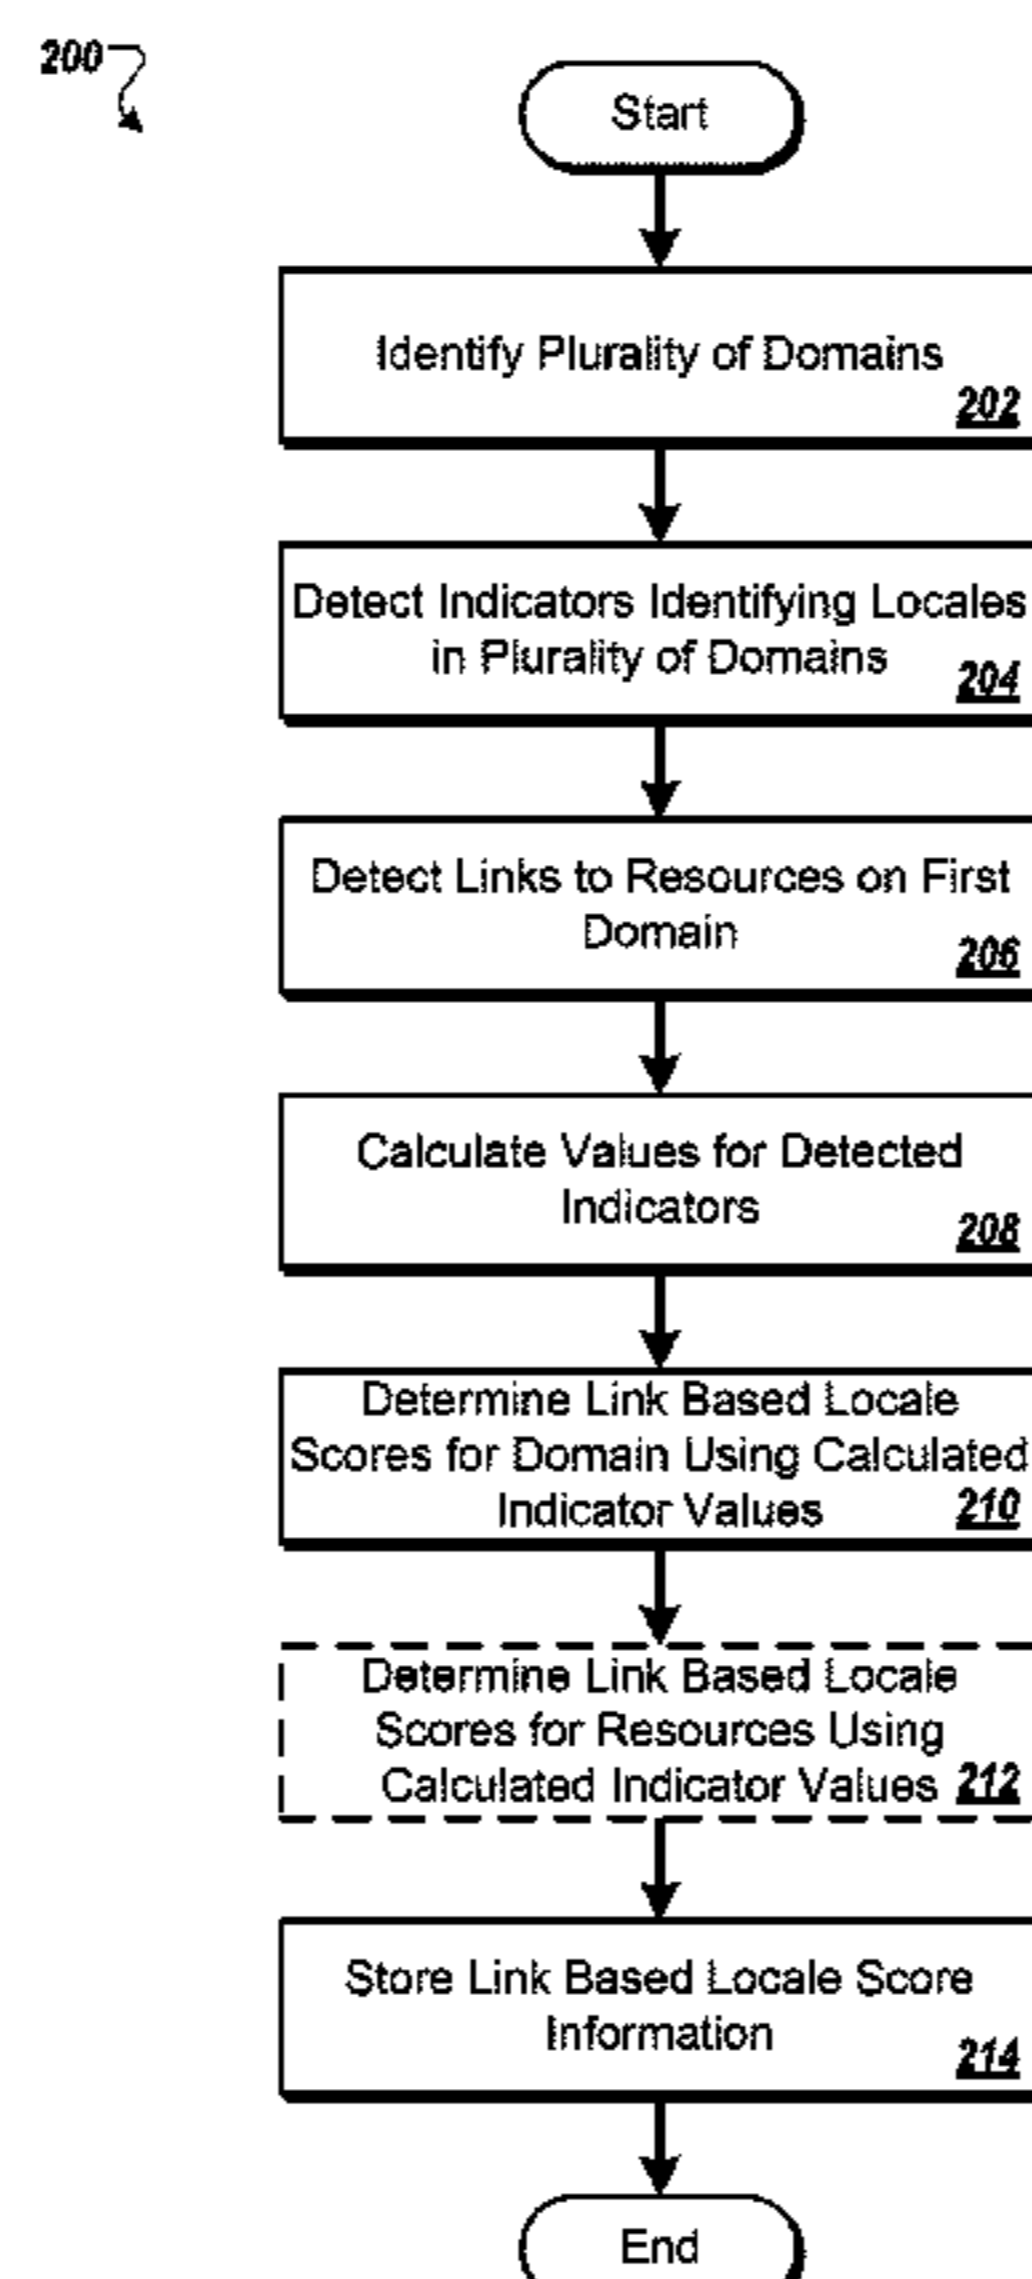 200
Start
Identify Plurality of Domains
202
Detect Indicators Identifying Locales
in Plurality of Domains
204
Detect Links to Resources on First
Domain
206
Calculate Values for Detected
Indicators
208
Determine Link Based Locale
Scores for Domain Using Calculated
Indicator Values
210
Determine Link Based Locale
Scores for Resources Using
Calculated Indicator Values
212
Store Link Based Locale Score
Information
214
End